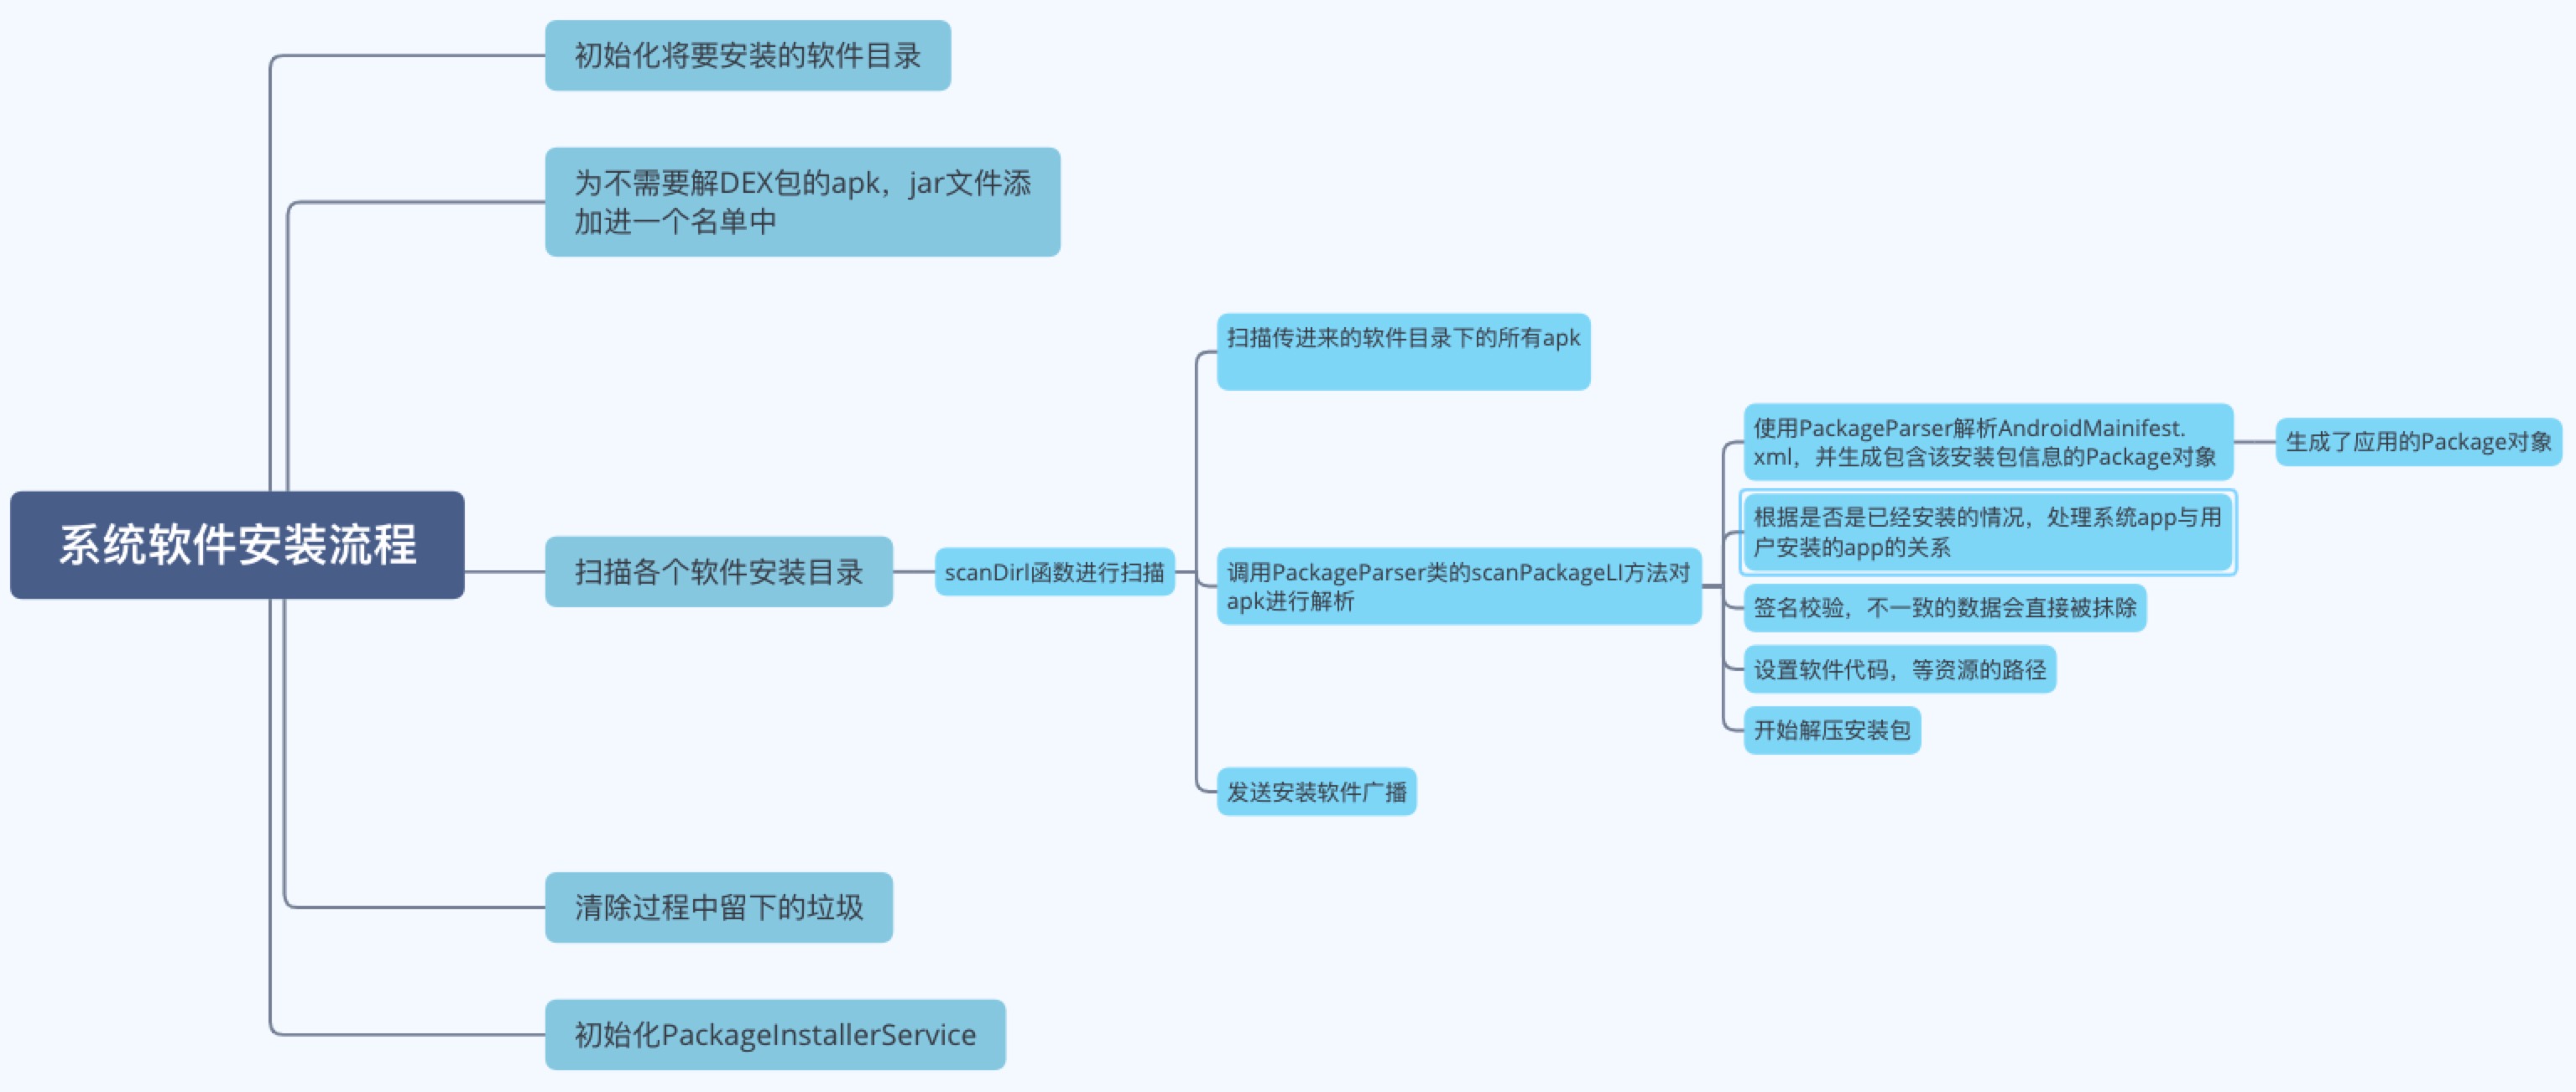 初始化将要安装的软件目录
为不需要解DEX包的apk，jar文件添
加进一个名单中
系统软件安装流程
扫描各个软件安装目录
scanDirl函数进行扫描
扫描传进来的软件目录下的所有apk
调用PackageParser类的scanPackageLI方法对
apk进行解析
使用PackageParser解析AndroidMainifest.
xml，并生成包含该安装包信息的Package对象
生成了应用的Package对象
根据是否是已经安装的情况，处理系统app与用
户安装的app的关系
签名校验，不一致的数据会直接被抹除
设置软件代码，等资源的路径
开始解压安装包
发送安装软件广播
清除过程中留下的垃圾
初始化PackageInstallerService